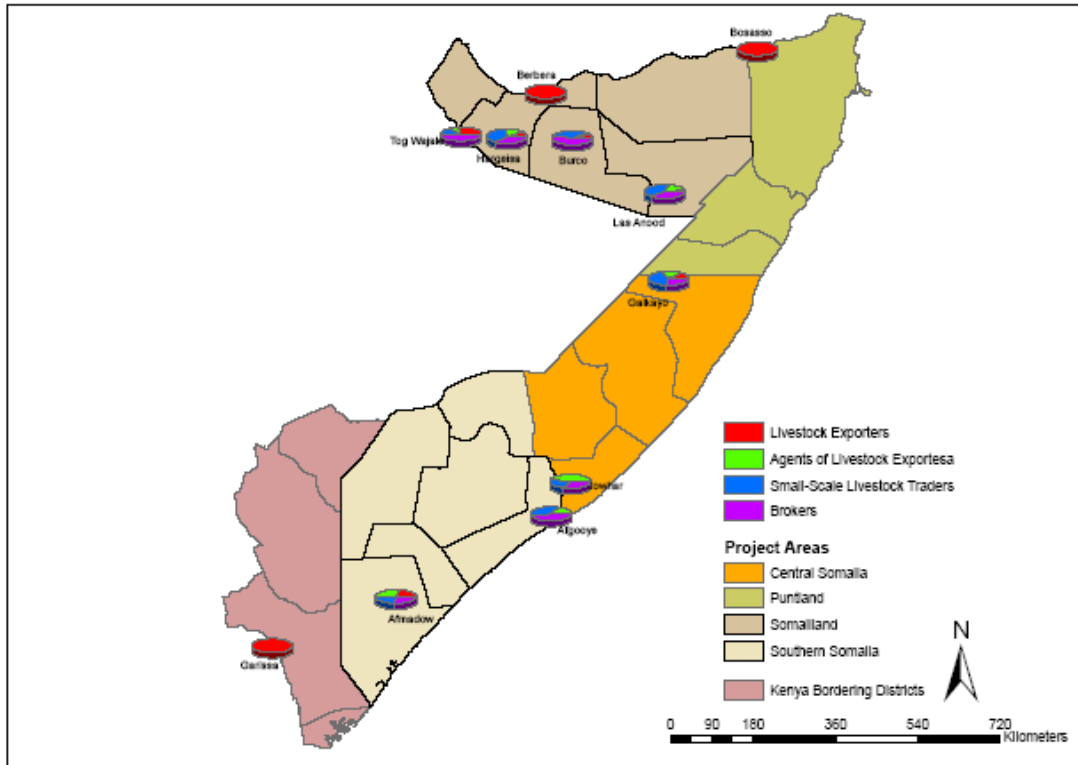 Bosasso
Berbera
Tog Wajale
Hargeisa
Burco
Las Anood
Galkayo
Livestock Exporters
Agents of Livestock Exportesa
Small-Scale Livestock Traders
Brokers
Jowhar
Algooye
Project Areas
Central Somalia
Puntland
Somaliland
Southern Somalia
Kenya Bordering Districts
Afmadow
Garissa
N
0 90 180 360 540 720
Kilometers